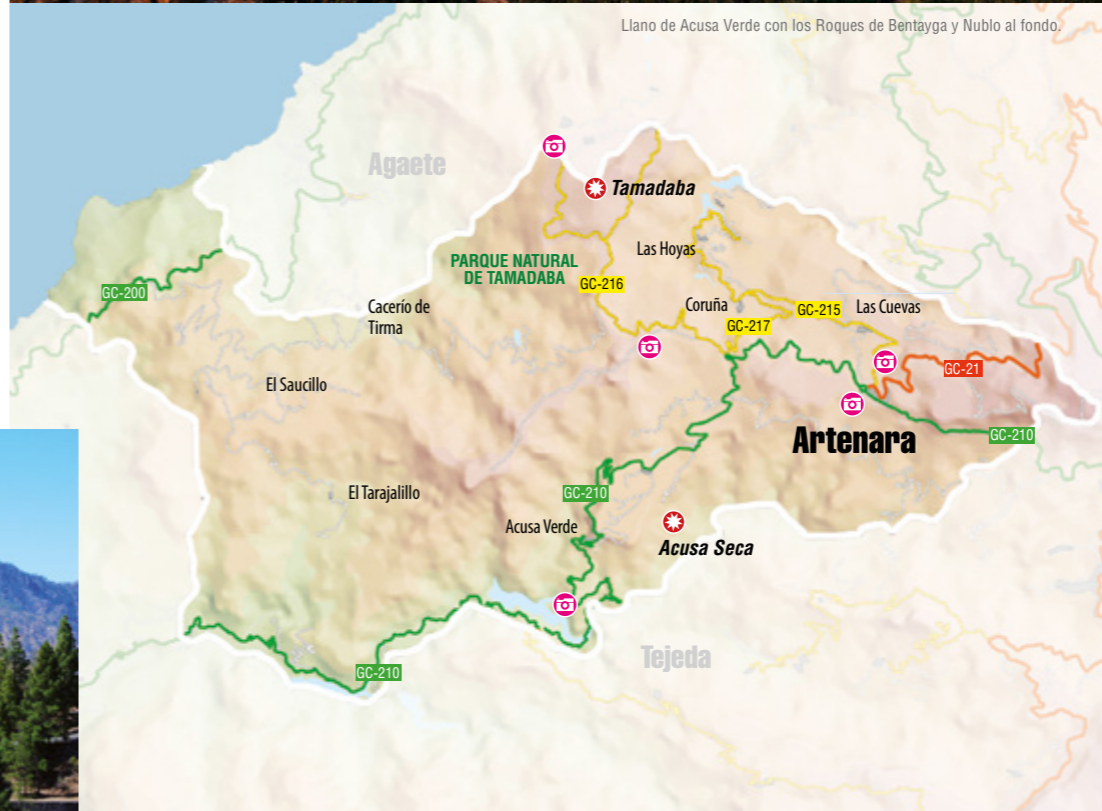 Llano de Acusa Verde con los Roques de Bentayga y Nublo al fondo.
Agaete
Tamadaba
PARQUE NATURAL
DE TAMADABA
Las Hoyas
GC-216
GC-200
Cacerío de
Tirma
Coruña
GC-215
Las Cuevas
GC-217
GC-21
El Saucillo
Artenara
GC-210
El Tarajalillo
GC-210
Acusa Verde
Acusa Seca
Tejeda
GC-210